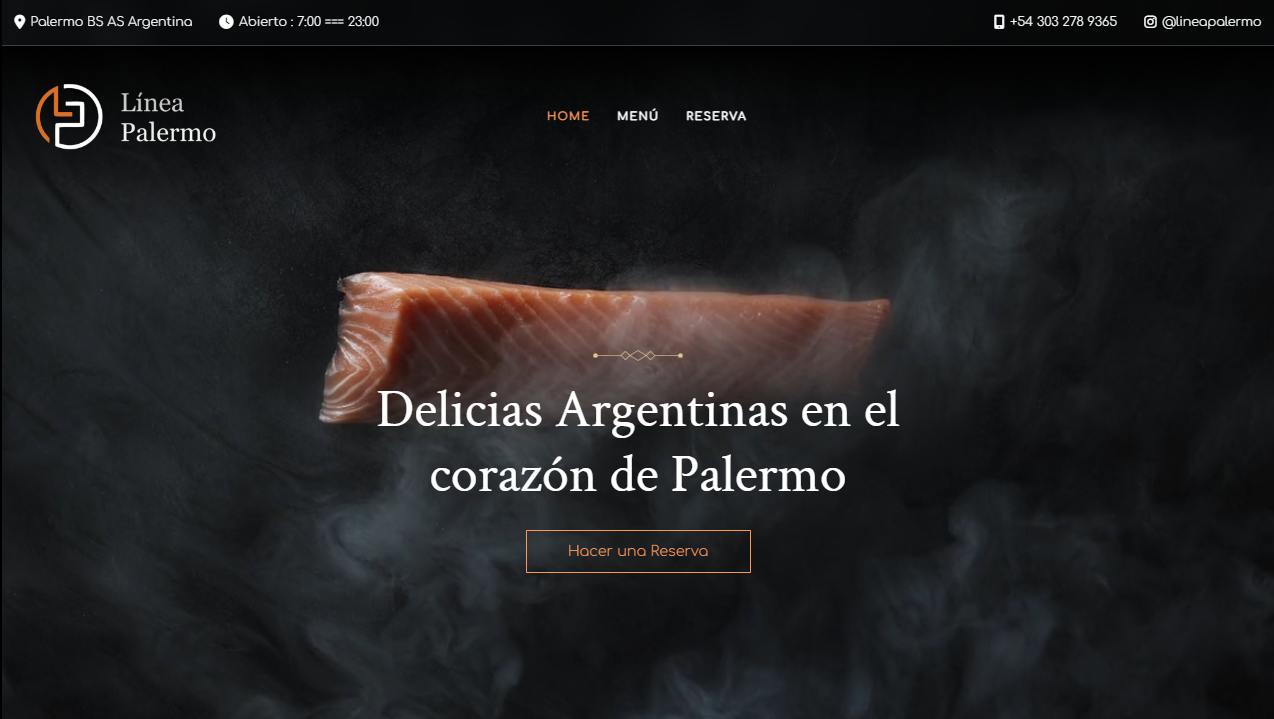 Palermo BS AS Argentina
Abierto : 7:00 === 23:00
+54 303 278 9365
@lineapalermo
Línea
Palermo
HOME
MENÚ
RESERVA
Delicias Argentinas en el
corazón de Palermo
Hacer una Reserva